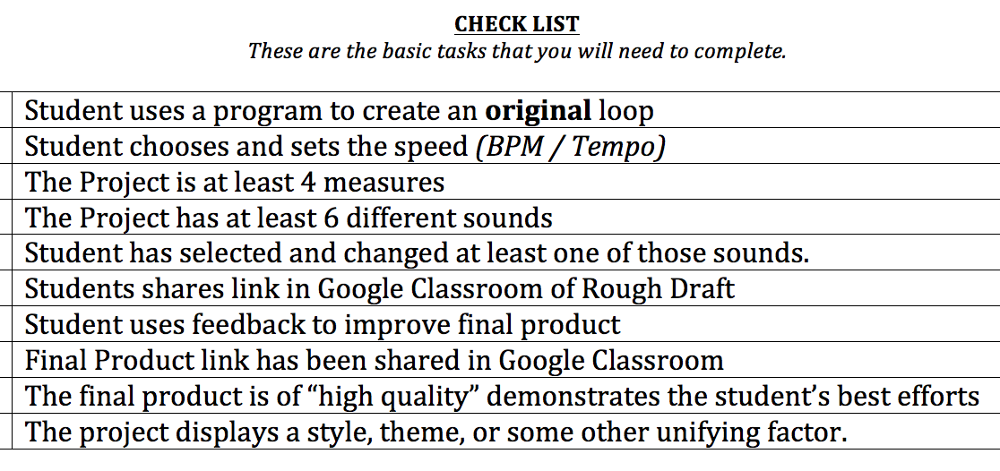 CHECK LIST
These are the basic tasks that you will need to complete.
Student uses a program to create an original loop
Student chooses and sets the speed (BPM / Tempo)
The Project is at least 4 measures
The Project has at least 6 different sounds
Student has selected and changed at least one of those sounds.
Students shares link in Google Classroom of Rough Draft
Student uses feedback to improve final product
Final Product link has been shared in Google Classroom
The final product is of “high quality” demonstrates the student’s best efforts
The project displays a style, theme, or some other unifying factor.